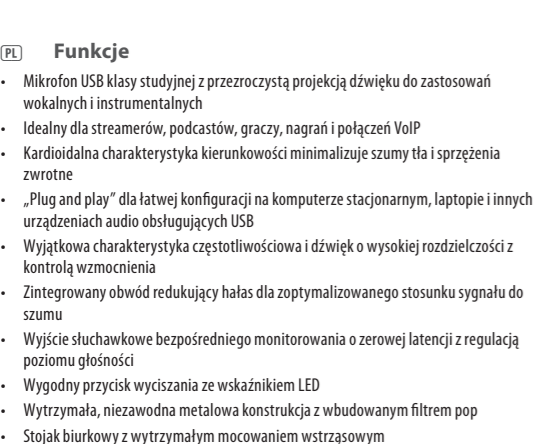 PL Funkcje
• Mikrofon USB klasy studyjnej z przezroczystą projekcją dźwięku do zastosowań
wokalnych i instrumentalnych
• Idealny dla streamerów, podcastów, graczy, nagrań i połączeń VoIP
• Kardioidalna charakterystyka kierunkowości minimalizuje szumy tła i sprzężenia
zwrotne
• „Plug and play” dla łatwej konfiguracji na komputerze stacjonarnym, laptopie i innych
urządzeniach audio obsługujących USB
• Wyjątkowa charakterystyka częstotliwościowa i dźwięk o wysokiej rozdzielczości z
kontrolą wzmocnienia
• Zintegrowany obwód redukujący hałas dla zoptymalizowanego stosunku sygnału do
szumu
• Wyjście słuchawkowe bezpośredniego monitorowania o zerowej latencji z regulacją
poziomu głośności
• Wygodny przycisk wyciszania ze wskaźnikiem LED
• Wytrzymała, niezawodna metalowa konstrukcja z wbudowanym filtrem pop
• Stojak biurkowy z wytrzymałym mocowaniem wstrząsowym